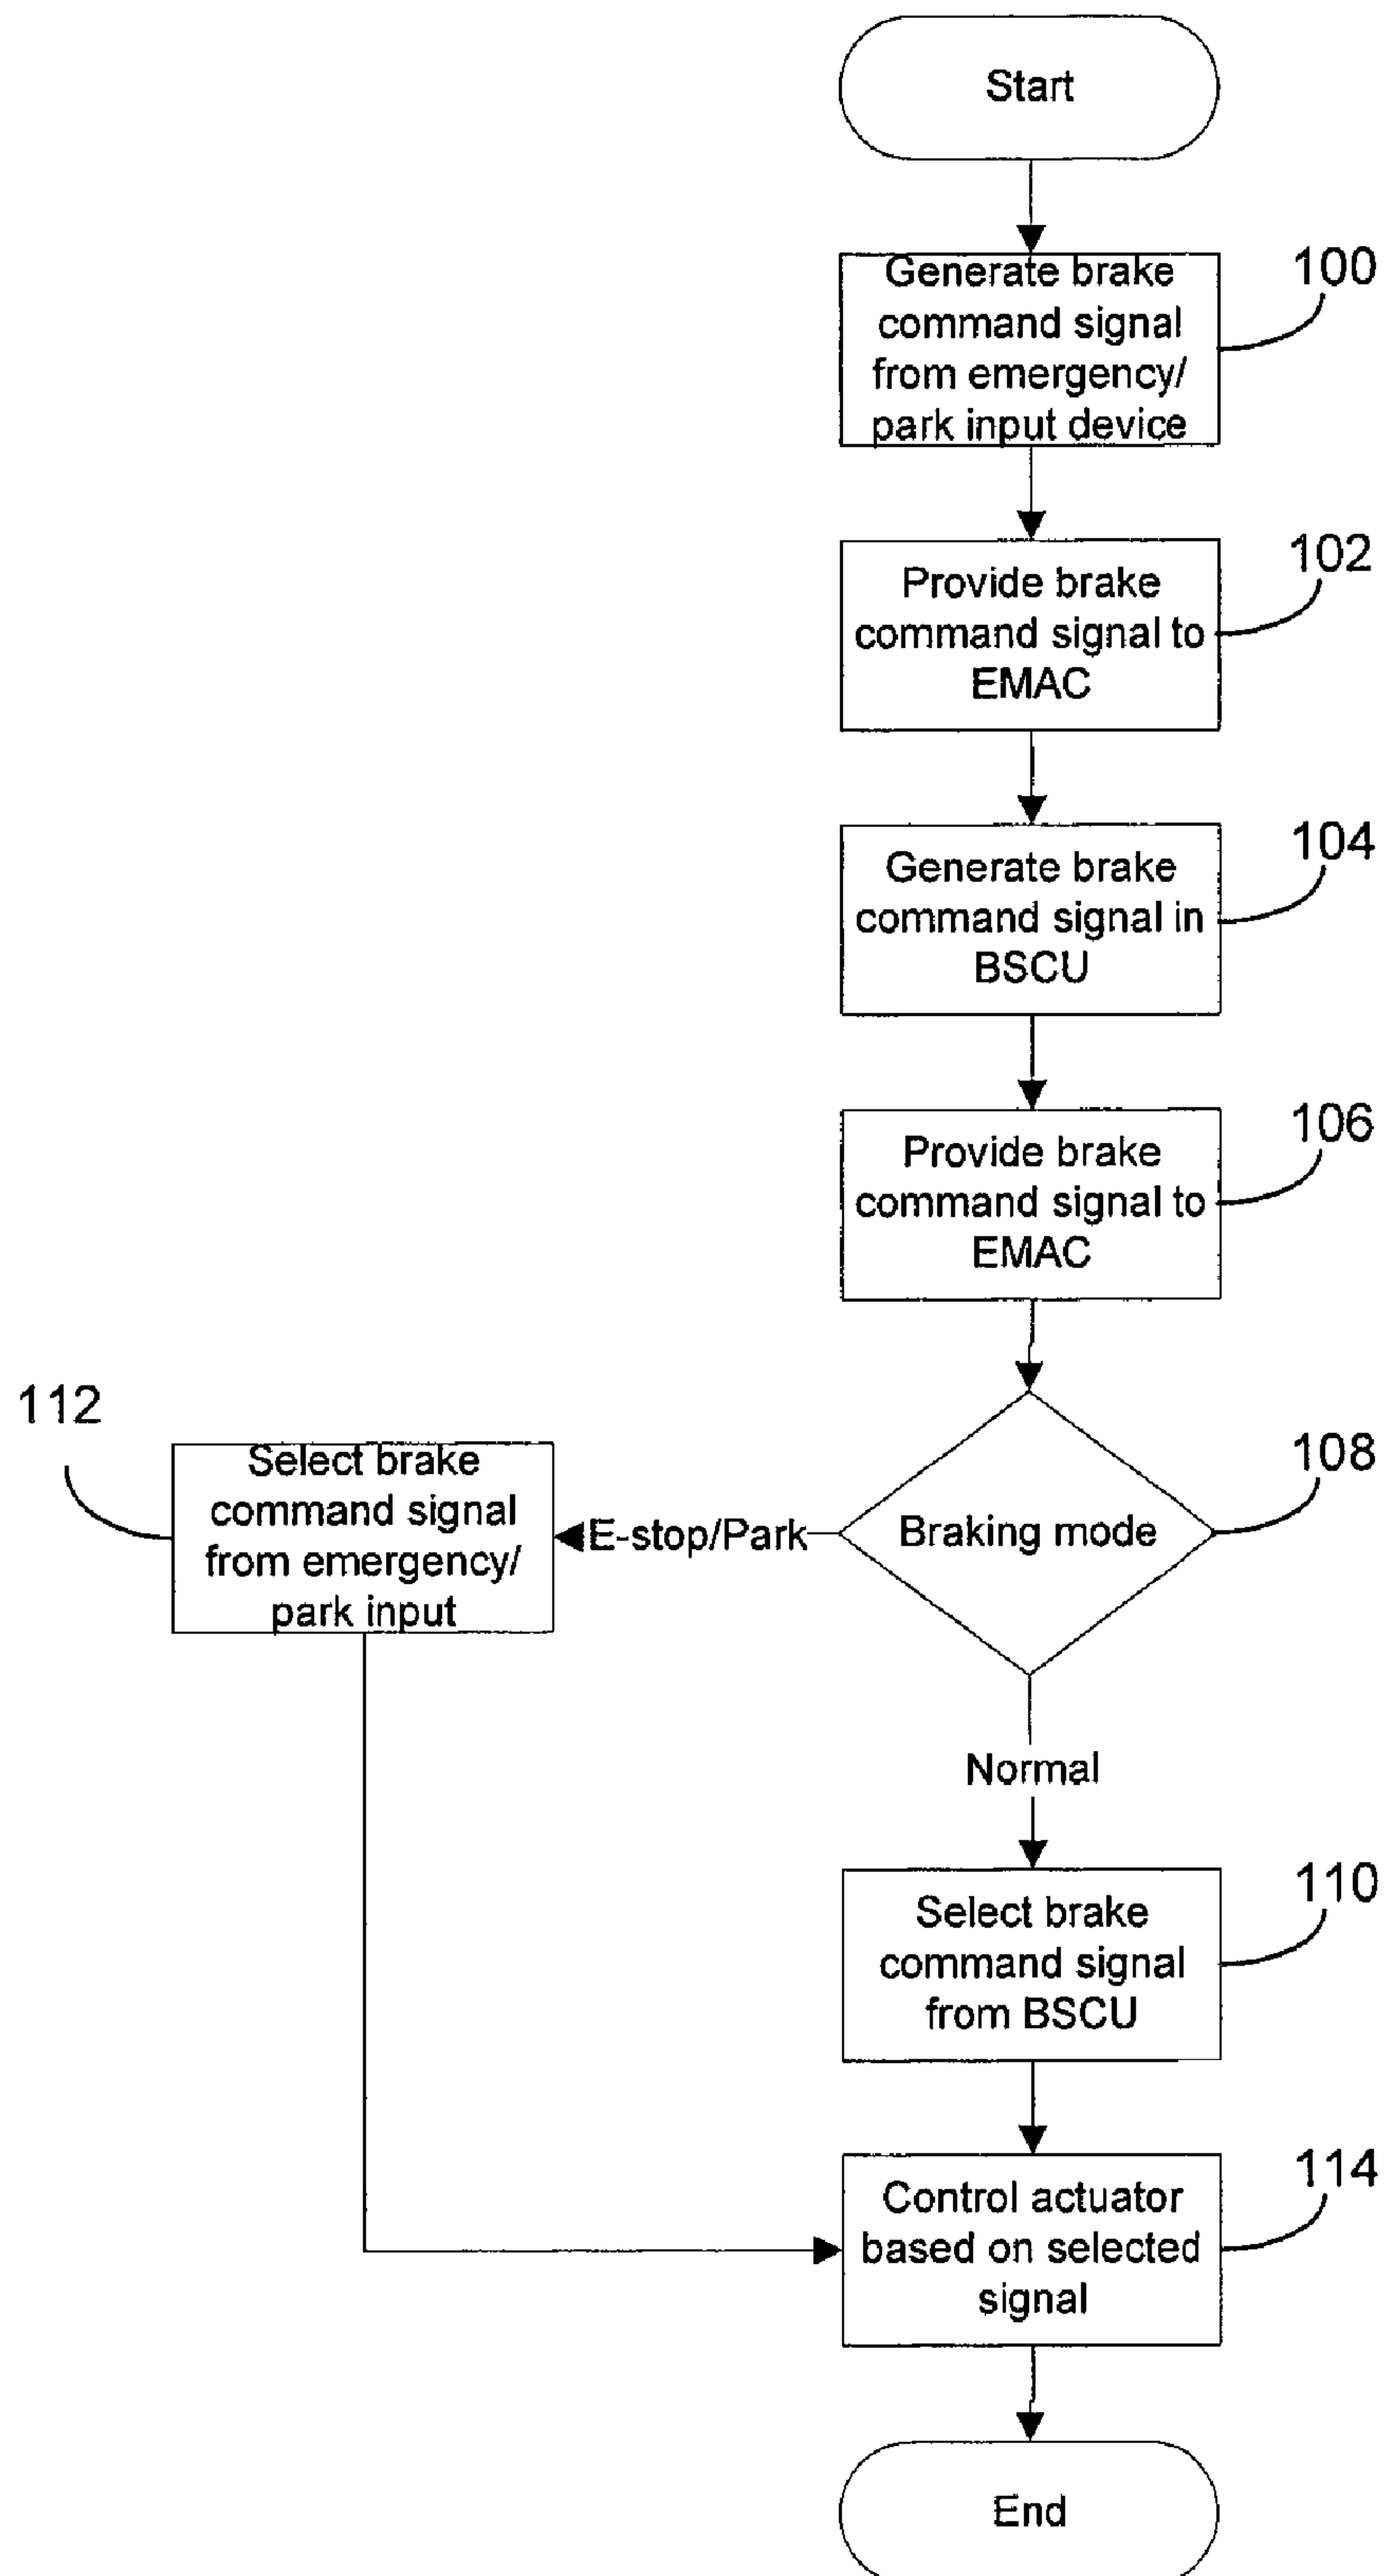 Start
Generate brake
command signal
from emergency/
park input device
100
Provide brake
command signal to
EMAC
102
Generate brake
command signal in
BSCU
104
Provide brake
command signal to
EMAC
106
Braking mode
108
E-stop/Park
112
Select brake
command signal
from emergency/
park input
Normal
Select brake
command signal
from BSCU
110
Control actuator
based on selected
signal
114
End